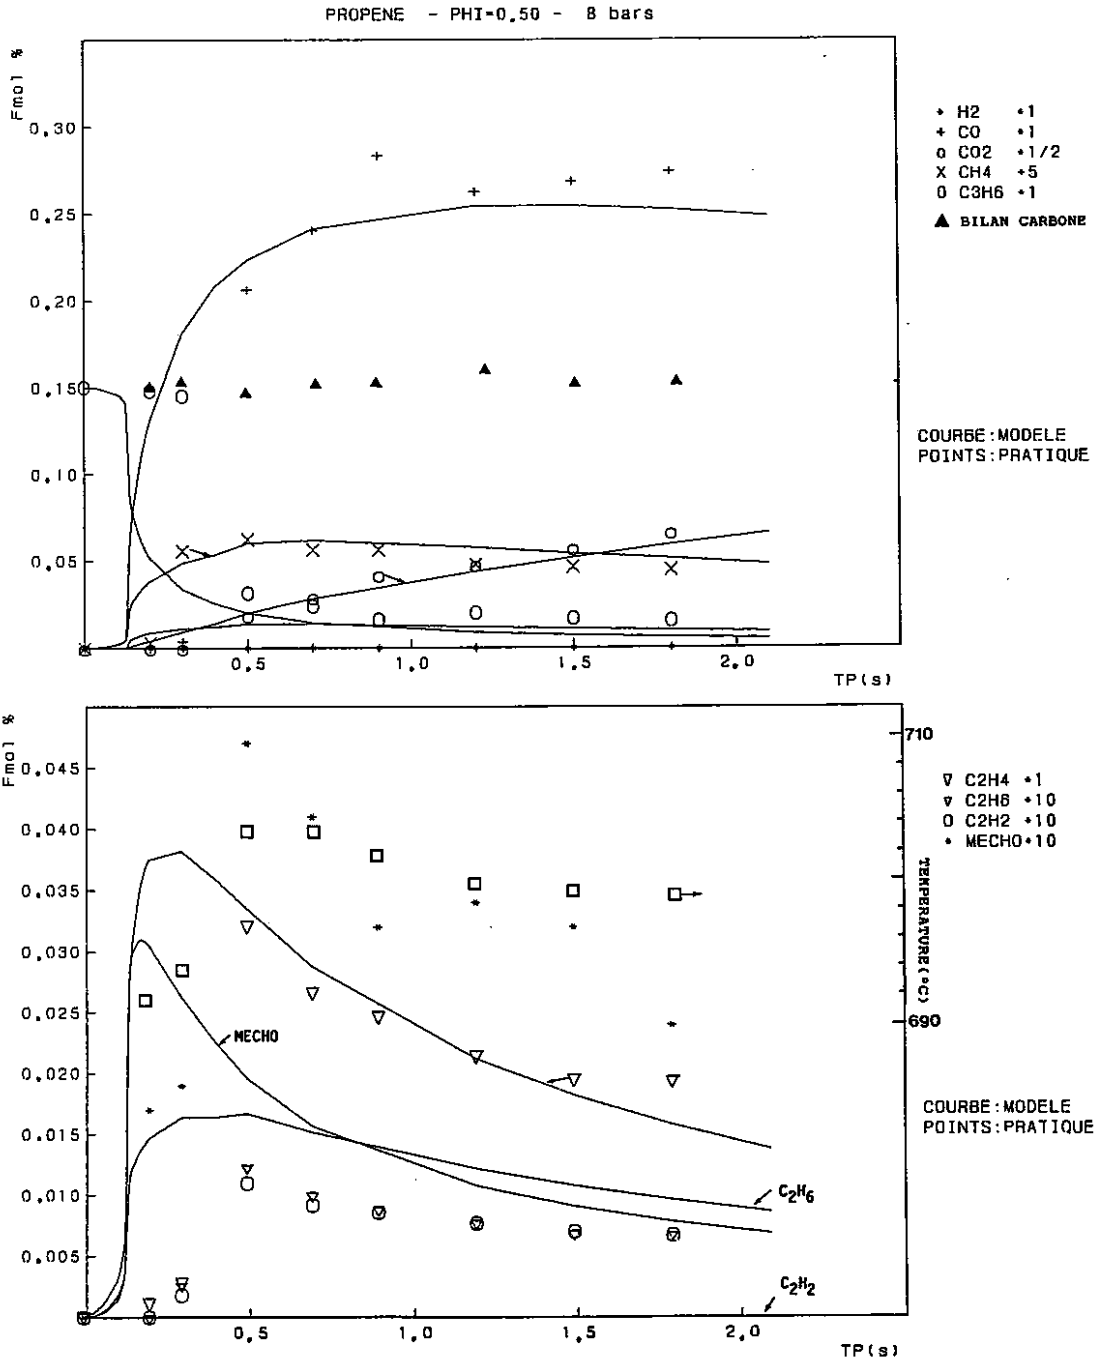 PROPENE - PHI=0.50 - 8 bars
Fmol %
0.30
0.25
0.20
0.15
0.10
0.05
0.5
1.0
1.5
2.0
TP(s)
H2 *1
CO *1
CO2 *1/2
CH4 *5
C3H6 *1
BILAN CARBONE
COURBE:MODELE
POINTS:PRATIQUE
Fmol %
0.045
0.040
0.035
0.030
0.025
0.020
0.015
0.010
0.005
0.5
1.0
1.5
2.0
TP(s)
MECHO
C2H6
C2H2
710
690
TEMPERATURE(°C)
C2H4 *1
C2H6 *10
C2H2 *10
MECHO*10
COURBE:MODELE
POINTS:PRATIQUE